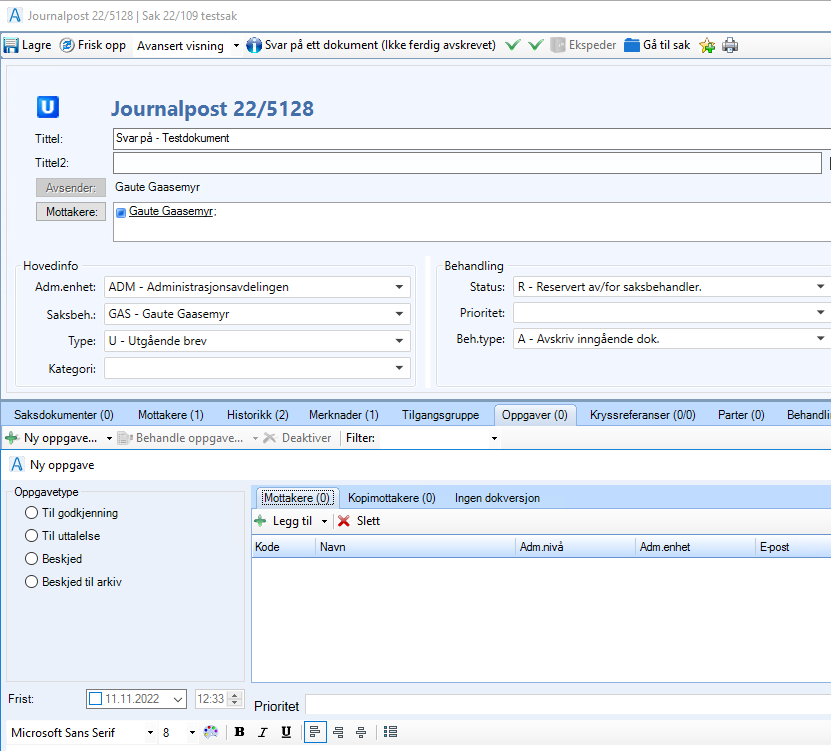 Journalpost 22/5128 | Sak 22/109 testsak
Lagre Frisk opp Avansert visning Svar på ett dokument (Ikke ferdig avskrevet) Ekspeder Gå til sak
U Journalpost 22/5128
Tittel: Svar på - Testdokument
Tittel2:
Avsender: Gaute Gaasemyr
Mottakere: Gaute Gaasemyr;
Hovedinfo
Adm.enhet: ADM - Administrasjonsavdelingen
Saksbeh.: GAS - Gaute Gaasemyr
Type: U - Utgående brev
Kategori:
Behandling
Status: R - Reservert av/for saksbehandler.
Prioritet:
Beh.type: A - Avskriv inngående dok.
Saksdokumenter (0) Mottakere (1) Historikk (2) Merknader (1) Tilgangsgruppe Oppgaver (0) Kryssreferanser (0/0) Parter (0) Behandli
Ny oppgave... Behandle oppgave... Deaktiver Filter:
Ny oppgave
Oppgavetype
Til godkjenning
Til uttalelse
Beskjed
Beskjed til arkiv
Mottakere (0) Kopimottakere (0) Ingen dokversjon
Legg til Slett
Kode Navn Adm.nivå Adm.enhet E-post
Frist: 11.11.2022 12:33 Prioritet
Microsoft Sans Serif 8 B I U